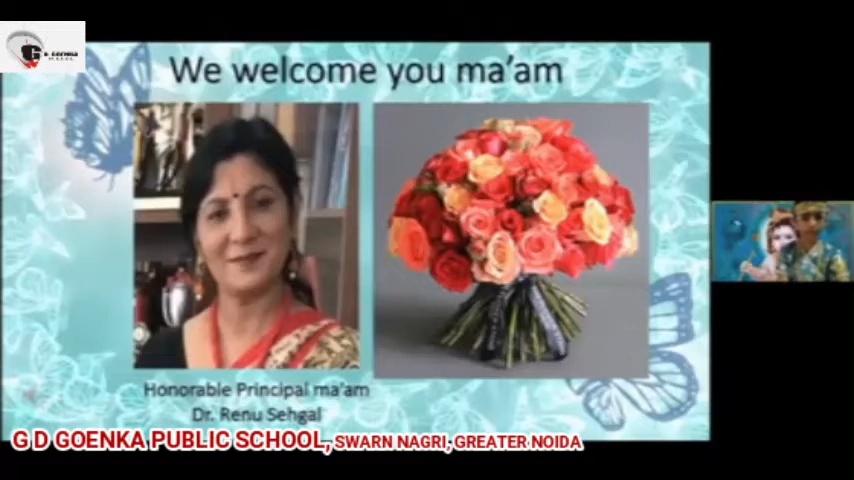 G D GOENKA
We welcome you ma'am
Honorable Principal ma'am
Dr. Renu Sehgal
G D GOENKA PUBLIC SCHOOL, SWARN NAGRI, GREATER NOIDA